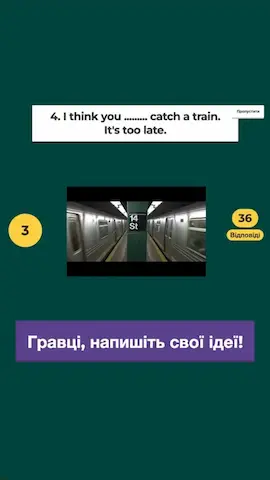 4. I think you ......... catch a train.
It's too late.
Пропустити
3
14
St
36
Відповіді
Гравці, напишіть свої ідеї!